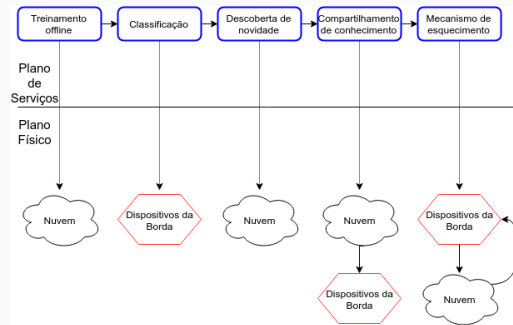 Treinamento
offline
Classificação
Descoberta de
novidade
Compartilhamento
de conhecimento
Mecanismo de
esquecimento
Plano
de
Serviços
Plano
Físico
Nuvem
Dispositivos da
Borda
Nuvem
Nuvem
Dispositivos da
Borda
Dispositivos da
Borda
Nuvem